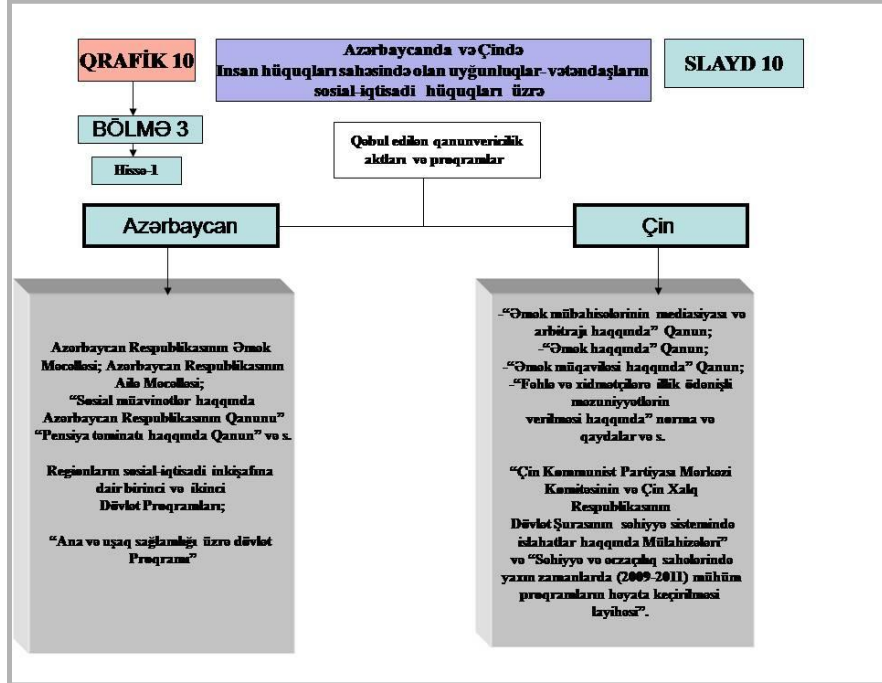 QRAFİK 10
Azərbaycanda və Çində
Insan hüquqları sahəsində olan uyğunluqlar-vətəndaşların
sosial-iqtisadi hüquqları üzrə
SLAYD 10
BÖLMƏ 3
Hissə-1
Qəbul edilən qanunvericilik
aktları və proqramlar
Azərbaycan
Çin
Azərbaycan Respublikasının Əmək
Məcəlləsi; Azərbaycan Respublikasının
Ailə Məcəlləsi;
“Sosial müavinətlər haqqında
Azərbaycan Respublikasının Qanunu”
“Pensiya təminatı haqqında Qanun” və s.
Regionların sosial-iqtisadi inkişafına
dair birinci və ikinci
Dövlət Proqramları;
“Ana və uşaq sağlamlığı üzrə dövlət
Proqramı”
-“Əmək mübahisələrinin mediasiyası və
arbitrajı haqqında” Qanun;
-“Əmək haqqında” Qanun;
-“Əmək müqaviləsi haqqında” Qanun;
-“Fəhlə və xidmətçilərə illik ödənişli
məzuniyyətlərin
verilməsi haqqında” norma və
qaydalar və s.
“Çin Kommunist Partiyası Mərkəzi
Komitəsinin və Çin Xalq
Respublikasının
Dövlət Şurasının səhiyyə sistemində
islahatlar haqqında Mülahizələri”
və “Səhiyyə və əczaçılıq sahələrində
yaxın zamanlarda (2009-2011) mühüm
proqramların həyata keçirilməsi
layihəsi”.